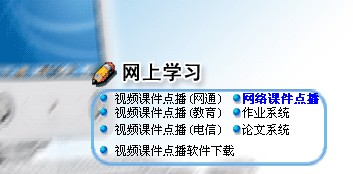 网上学习
视频课件点播(网通) 网络课件点播
视频课件点播(教育) 作业系统
视频课件点播(电信) 论文系统
视频课件点播软件下载